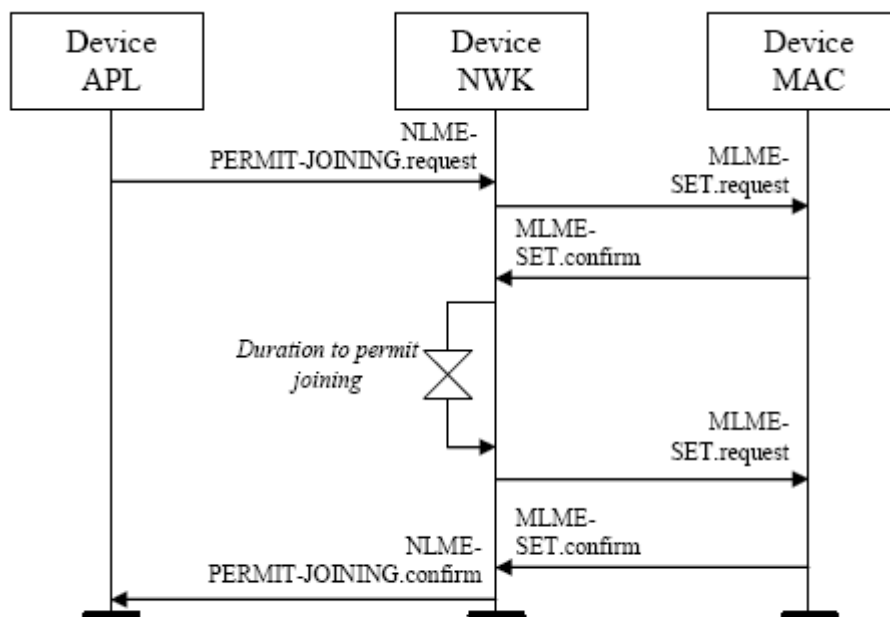 Device
APL
Device
NWK
Device
MAC
NLME-
PERMIT-JOINING.request
MLME-
SET.request
MLME-
SET.confirm
Duration to permit
joining
MLME-
SET.request
MLME-
SET.confirm
NLME-
PERMIT-JOINING.confirm